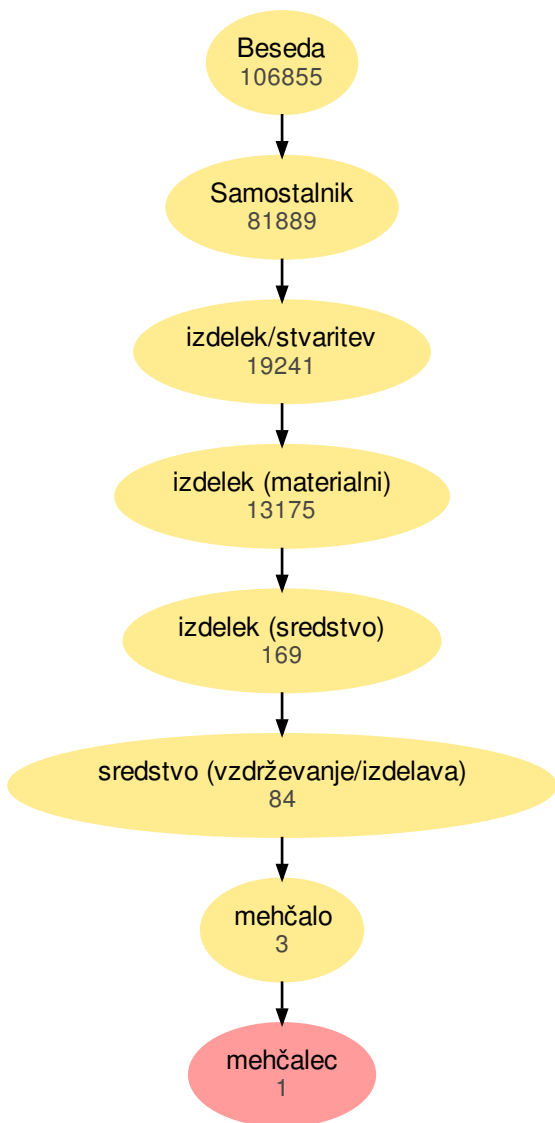 Beseda
106855
Samostalnik
81889
izdelek/stvaritev
19241
izdelek (materialni)
13175
izdelek (sredstvo)
169
sredstvo (vzdrževanje/izdelava)
84
mehčalo
3
mehčalec
1